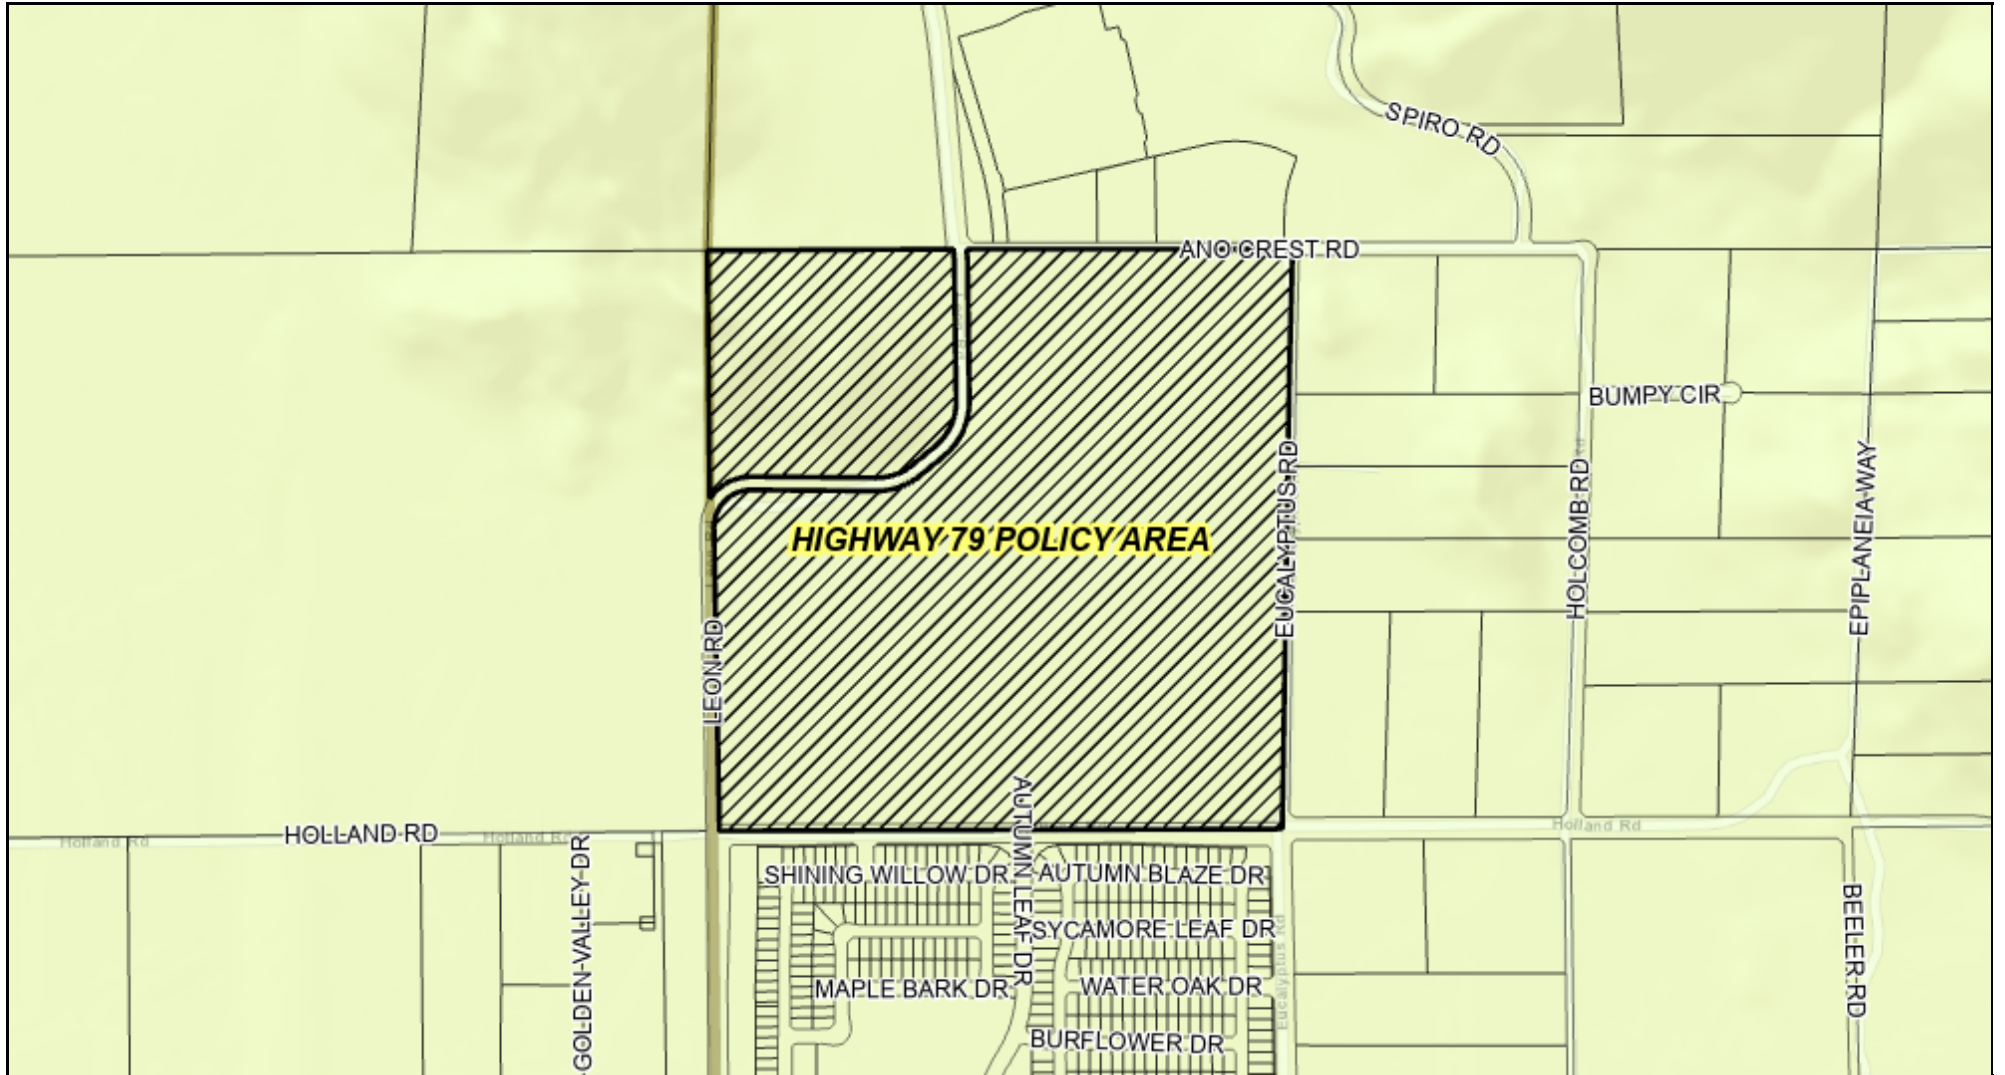 SPIRO RD
ANO CREST RD
BUMPY CIR
HIGHWAY 79 POLICY AREA
EUCALYPTUS RD
HOLCOMB RD
EPIPLANEIA WAY
LEON RD
Leon Rd
HOLLAND RD
Holland Rd
Holland Rd
Holland Rd
GOLDEN VALLEY DR
AUTUMN LEAF DR
SHINING WILLOW DR
AUTUMN BLAZE DR
SYCAMORE LEAF DR
MAPLE BARK DR
WATER OAK DR
BURFLOWER DR
Eucalyptus Rd
BEELER RD